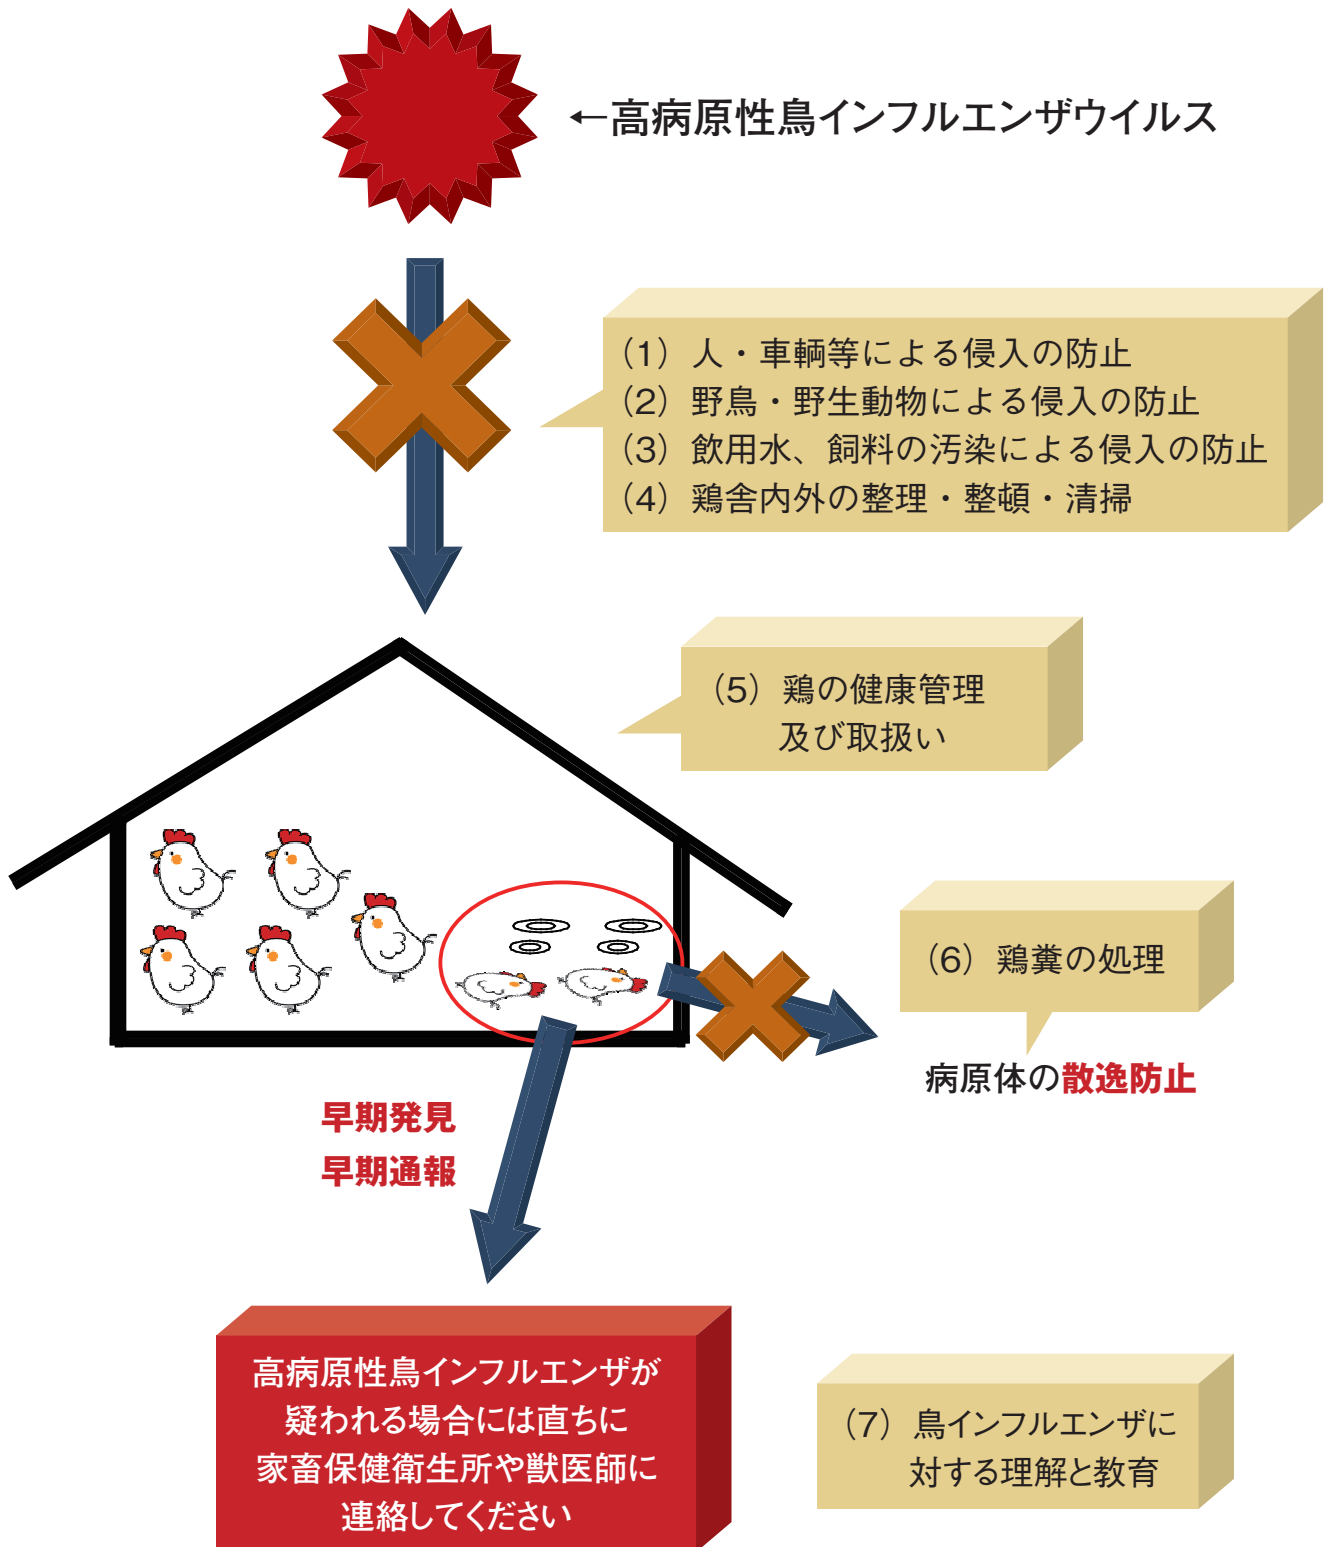 ←高病原性鳥インフルエンザウイルス
（1）人・車輌等による侵入の防止
（2）野鳥・野生動物による侵入の防止
（3）飲用水、飼料の汚染による侵入の防止
（4）鶏舎内外の整理・整頓・清掃
（5）鶏の健康管理
及び取扱い
（6）鶏糞の処理
病原体の散逸防止
早期発見
早期通報
高病原性鳥インフルエンザが
疑われる場合には直ちに
家畜保健衛生所や獣医師に
連絡してください
（7）鳥インフルエンザに
対する理解と教育